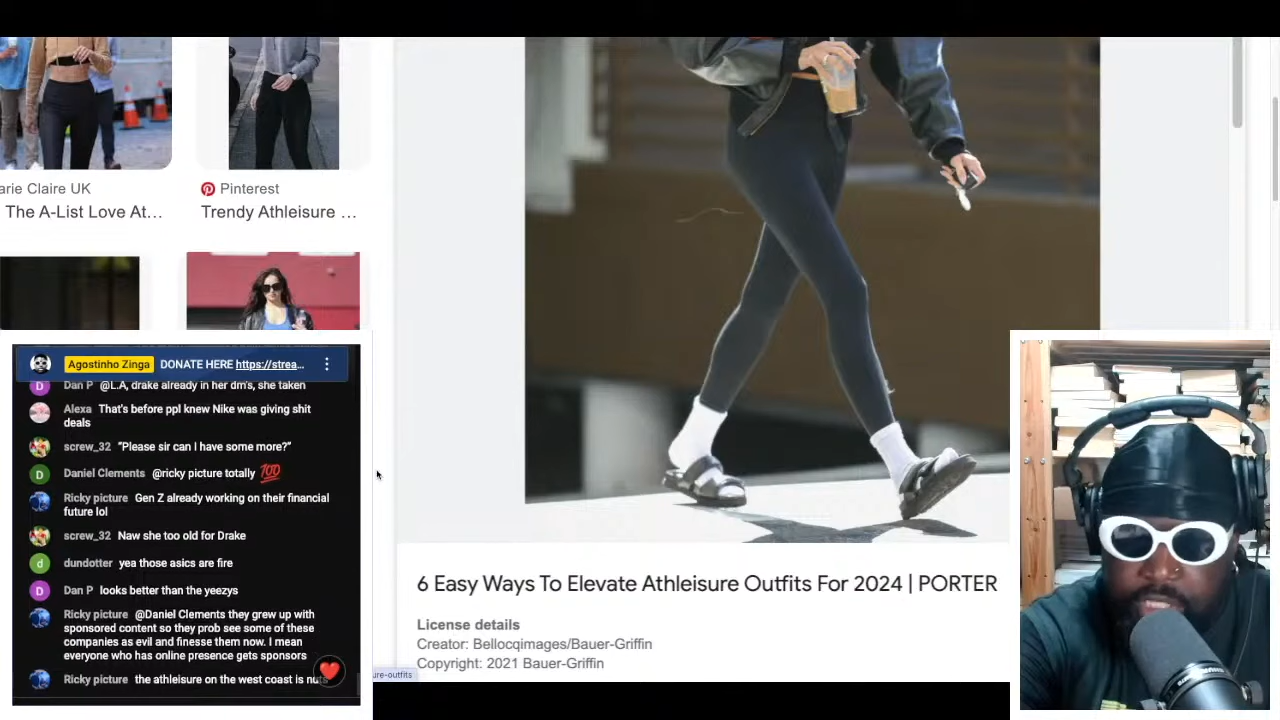 arie Claire UK
The A-List Love At...
Pinterest
Trendy Athleisure ...
6 Easy Ways To Elevate Athleisure Outfits For 2024 | PORTER
License details
Creator: Bellocqimages/Bauer-Griffin
Copyright: 2021 Bauer-Griffin
ure-outfits
Agostinho Zinga DONATE HERE https://strea...
Dan P @L.A, drake already in her dm's, she taken
Alexa That's before ppl knew Nike was giving shit
deals
screw_32 “Please sir can I have some more?”
Daniel Clements @ricky picture totally 💯
Ricky picture Gen Z already working on their financial
future lol
screw_32 Naw she too old for Drake
dundotter yea those asics are fire
Dan P looks better than the yeezys
Ricky picture @Daniel Clements they grew up with
sponsored content so they prob see some of these
companies as evil and finesse them now. I mean
everyone who has online presence gets sponsors
Ricky picture the athleisure on the west coast is nuts